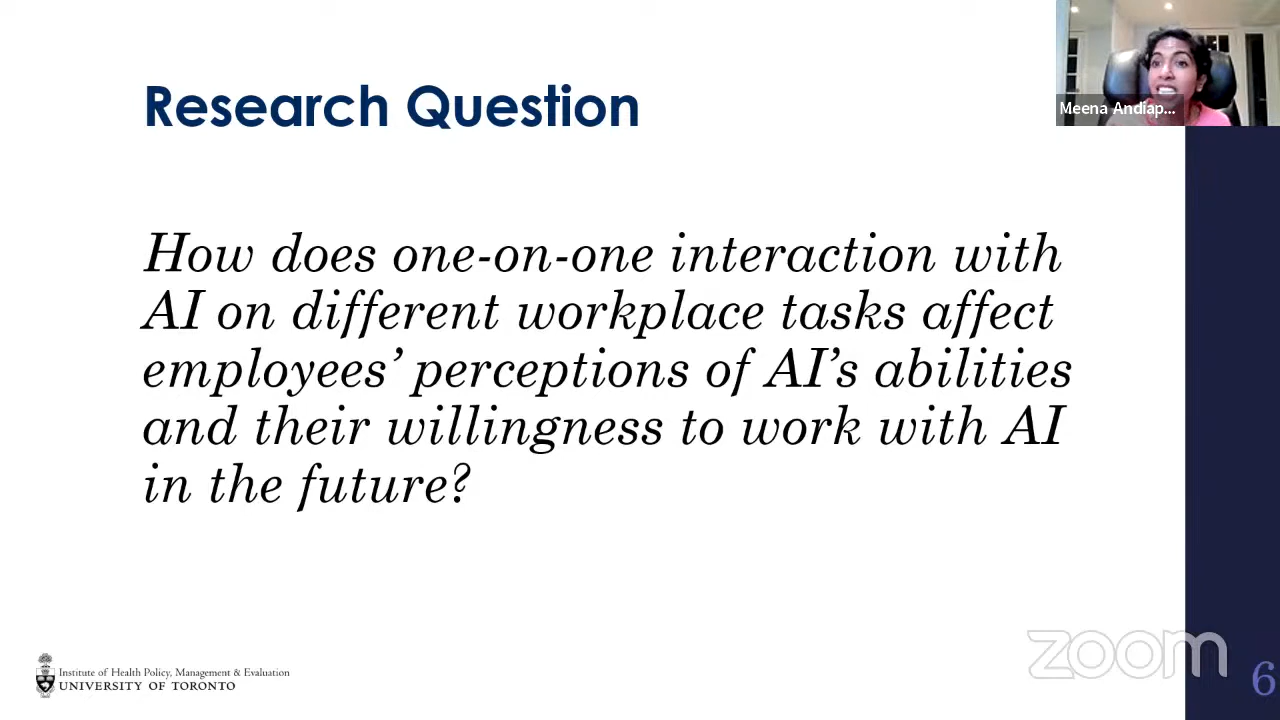 Meena Andiap...
Research Question
How does one-on-one interaction with
AI on different workplace tasks affect
employees’ perceptions of AI’s abilities
and their willingness to work with AI
in the future?
Institute of Health Policy, Management & Evaluation
UNIVERSITY OF TORONTO
zoom
6